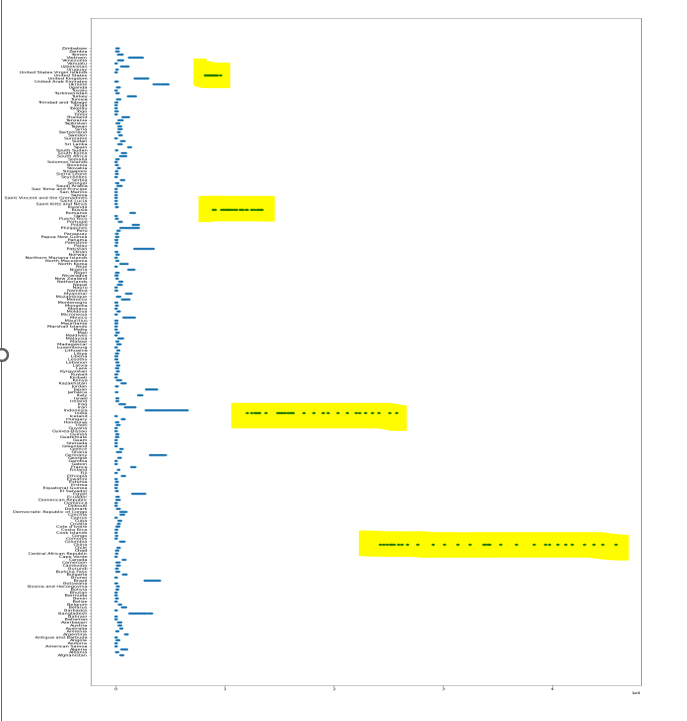 Zimbabwe
Zambia
Yemen
Vietnam
Venezuela
Vanuatu
Uzbekistan
Uruguay
United States Virgin Islands
United States
United Kingdom
United Arab Emirates
Ukraine
Uganda
Tuvalu
Turkmenistan
Turkey
Tunisia
Trinidad and Tobago
Tonga
Tokelau
Togo
Timor
Thailand
Tanzania
Tajikistan
Taiwan
Syria
Switzerland
Sweden
Suriname
Sudan
Sri Lanka
Spain
South Sudan
South Korea
South Africa
Somalia
Solomon Islands
Slovenia
Slovakia
Singapore
Sierra Leone
Seychelles
Serbia
Senegal
Saudi Arabia
Sao Tome and Principe
San Marino
Samoa
Saint Vincent and the Grenadines
Saint Lucia
Saint Kitts and Nevis
Rwanda
Russia
Romania
Qatar
Puerto Rico
Portugal
Poland
Philippines
Peru
Paraguay
Papua New Guinea
Panama
Palestine
Palau
Pakistan
Oman
Norway
Northern Mariana Islands
North Macedonia
North Korea
Niue
Nigeria
Niger
Nicaragua
New Zealand
Netherlands
Nepal
Nauru
Namibia
Myanmar
Mozambique
Morocco
Montenegro
Mongolia
Monaco
Moldova
Micronesia
Mexico
Mauritius
Mauritania
Marshall Islands
Malta
Mali
Maldives
Malaysia
Malawi
Madagascar
Luxembourg
Lithuania
Libya
Liberia
Lesotho
Lebanon
Latvia
Laos
Kyrgyzstan
Kuwait
Kiribati
Kenya
Kazakhstan
Jordan
Japan
Jamaica
Italy
Israel
Ireland
Iraq
Iran
Indonesia
India
Iceland
Hungary
Honduras
Haiti
Guyana
Guinea-Bissau
Guinea
Guatemala
Guam
Grenada
Greenland
Greece
Ghana
Germany
Georgia
Gambia
Gabon
France
Finland
Fiji
Ethiopia
Eswatini
Estonia
Eritrea
Equatorial Guinea
El Salvador
Egypt
Ecuador
Dominican Republic
Dominica
Djibouti
Denmark
Democratic Republic of Congo
Czechia
Cyprus
Cuba
Croatia
Cote d'Ivoire
Costa Rica
Cook Islands
Congo
Comoros
Colombia
China
Chile
Chad
Central African Republic
Cape Verde
Canada
Cameroon
Cambodia
Burundi
Burkina Faso
Bulgaria
Brunei
Brazil
Botswana
Bosnia and Herzegovina
Bolivia
Bhutan
Bermuda
Benin
Belize
Belgium
Belarus
Barbados
Bangladesh
Bahrain
Bahamas
Azerbaijan
Austria
Australia
Armenia
Argentina
Antigua and Barbuda
Angola
Andorra
American Samoa
Algeria
Albania
Afghanistan
0 1 2 3 4
1e8